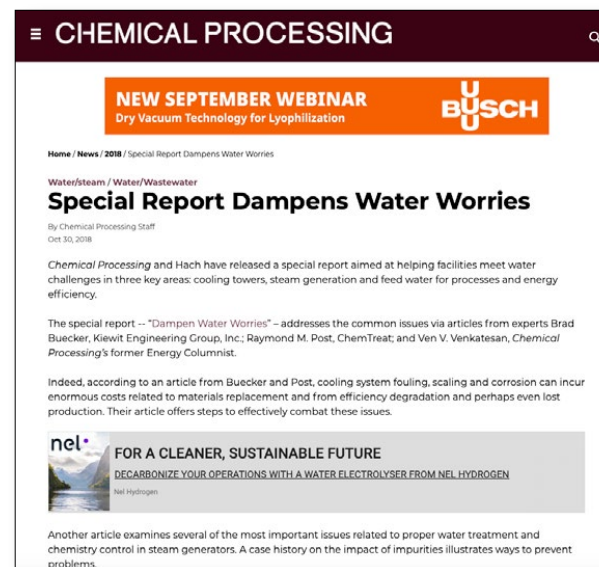 CHEMICAL PROCESSING
NEW SEPTEMBER WEBINAR
Dry Vacuum Technology for Lyophilization
BUSCH
Home / News / 2018 / Special Report Dampens Water Worries
Water/steam / Water/Wastewater
Special Report Dampens Water Worries
By Chemical Processing Staff
Oct 30, 2018
Chemical Processing and Hach have released a special report aimed at helping facilities meet water
challenges in three key areas: cooling towers, steam generation and feed water for processes and energy
efficiency.
The special report -- "Dampen Water Worries" – addresses the common issues via articles from experts Brad
Buecker, Kiewit Engineering Group, Inc.; Raymond M. Post, ChemTreat; and Ven V. Venkatesan, Chemical
Processing's former Energy Columnist.
Indeed, according to an article from Buecker and Post, cooling system fouling, scaling and corrosion can incur
enormous costs related to materials replacement and from efficiency degradation and perhaps even lost
production. Their article offers steps to effectively combat these issues.
nel
FOR A CLEANER, SUSTAINABLE FUTURE
DECARBONIZE YOUR OPERATIONS WITH A WATER ELECTROLYSER FROM NEL HYDROGEN
Nel Hydrogen
Another article examines several of the most important issues related to proper water treatment and
chemistry control in steam generators. A case history on the impact of impurities illustrates ways to prevent
problems.